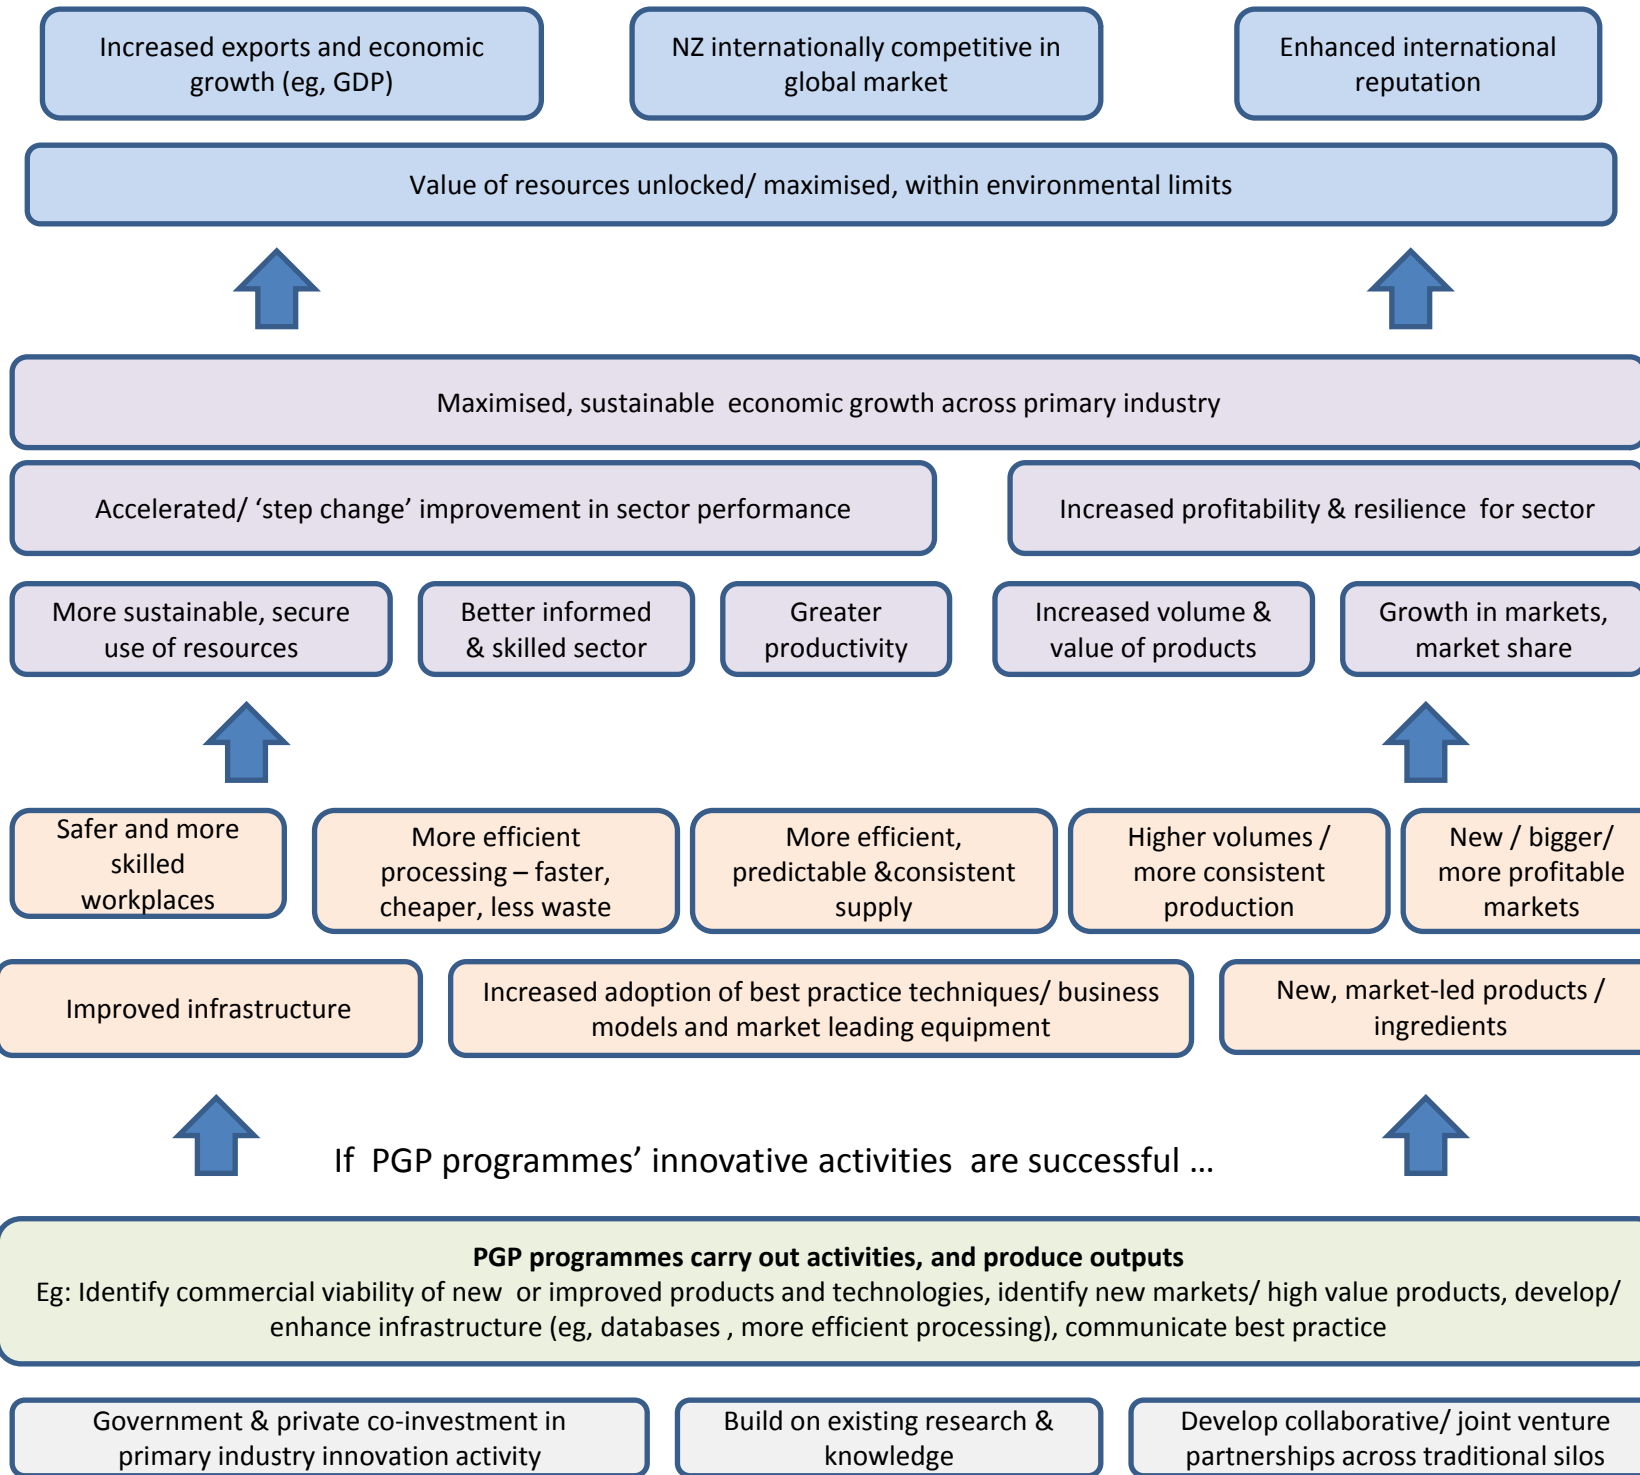 Increased exports and economic
growth (eg, GDP)
NZ internationally competitive in
global market
Enhanced international
reputation
Value of resources unlocked/ maximised, within environmental limits
Maximised, sustainable economic growth across primary industry
Accelerated/ ‘step change’ improvement in sector performance
Increased profitability & resilience for sector
More sustainable, secure
use of resources
Better informed
& skilled sector
Greater
productivity
Increased volume &
value of products
Growth in markets,
market share
Safer and more
skilled
workplaces
More efficient
processing – faster,
cheaper, less waste
More efficient,
predictable &consistent
supply
Higher volumes /
more consistent
production
New / bigger/
more profitable
markets
Improved infrastructure
Increased adoption of best practice techniques/ business
models and market leading equipment
New, market-led products /
ingredients
If PGP programmes’ innovative activities are successful ...
PGP programmes carry out activities, and produce outputs
Eg: Identify commercial viability of new or improved products and technologies, identify new markets/ high value products, develop/
enhance infrastructure (eg, databases , more efficient processing), communicate best practice
Government & private co-investment in
primary industry innovation activity
Build on existing research &
knowledge
Develop collaborative/ joint venture
partnerships across traditional silos